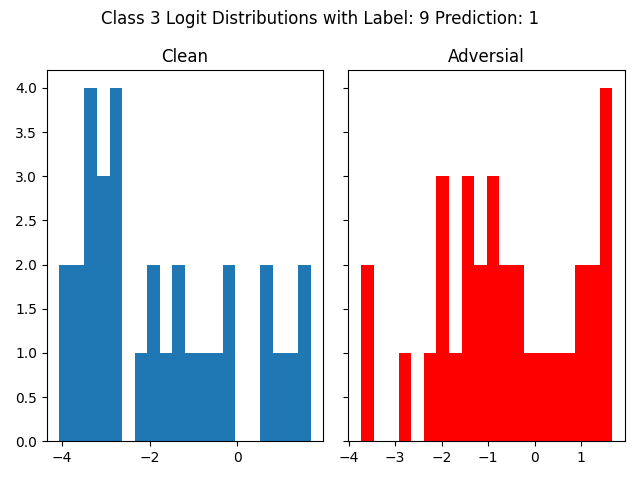 Class 3 Logit Distributions with Label: 9 Prediction: 1
Clean
Adversial
4.0
3.5
3.0
2.5
2.0
1.5
1.0
0.5
0.0
−4 −2 0
−4 −3 −2 −1 0 1